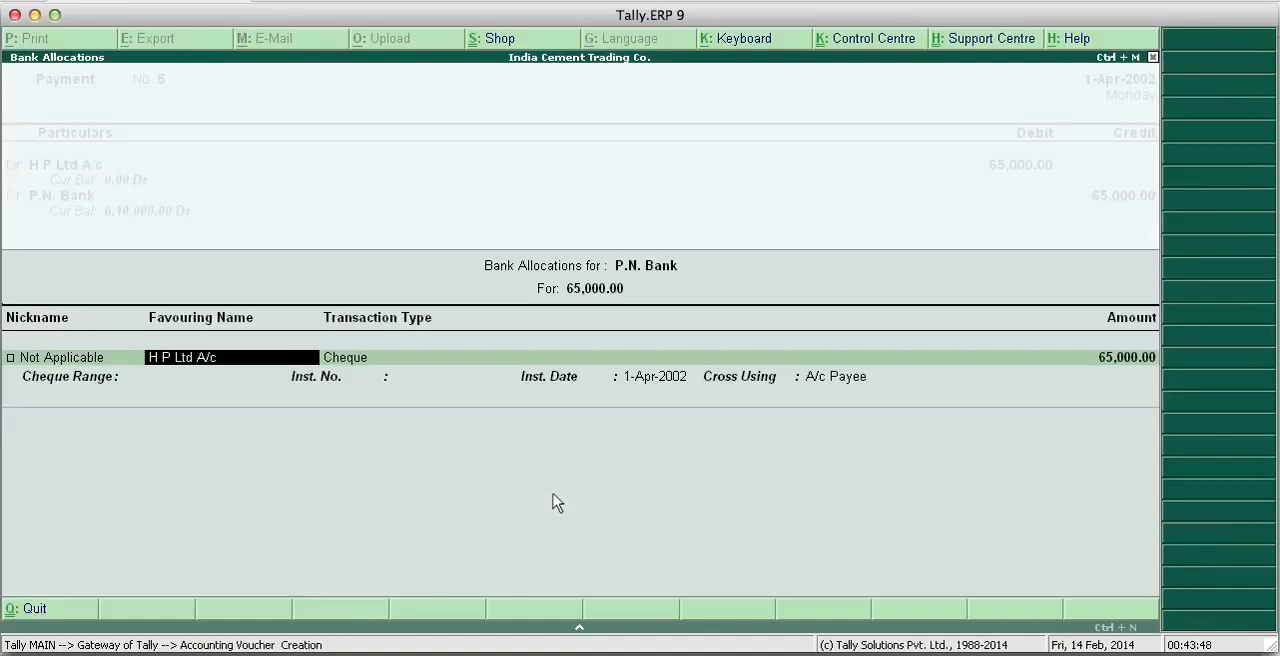 Tally.ERP 9
P: Print E: Export M: E-Mail O: Upload S: Shop G: Language K: Keyboard K: Control Centre H: Support Centre H: Help
Bank Allocations India Cement Trading Co. Ctrl + M
Payment No. 5 1-Apr-2002
Monday
Particulars Debit Credit
Dr H P Ltd A/c 65,000.00
Cur Bal: 0.00 Dr
Cr P.N. Bank 65,000.00
Cur Bal: 6,10,000.00 Dr
Bank Allocations for : P.N. Bank
For: 65,000.00
Nickname Favouring Name Transaction Type Amount
Not Applicable H P Ltd A/c Cheque 65,000.00
Cheque Range: Inst. No. : Inst. Date : 1-Apr-2002 Cross Using : A/c Payee
Q: Quit
Ctrl + N
Tally MAIN --> Gateway of Tally --> Accounting Voucher Creation (c) Tally Solutions Pvt. Ltd., 1988-2014 Fri, 14 Feb, 2014 00:43:48